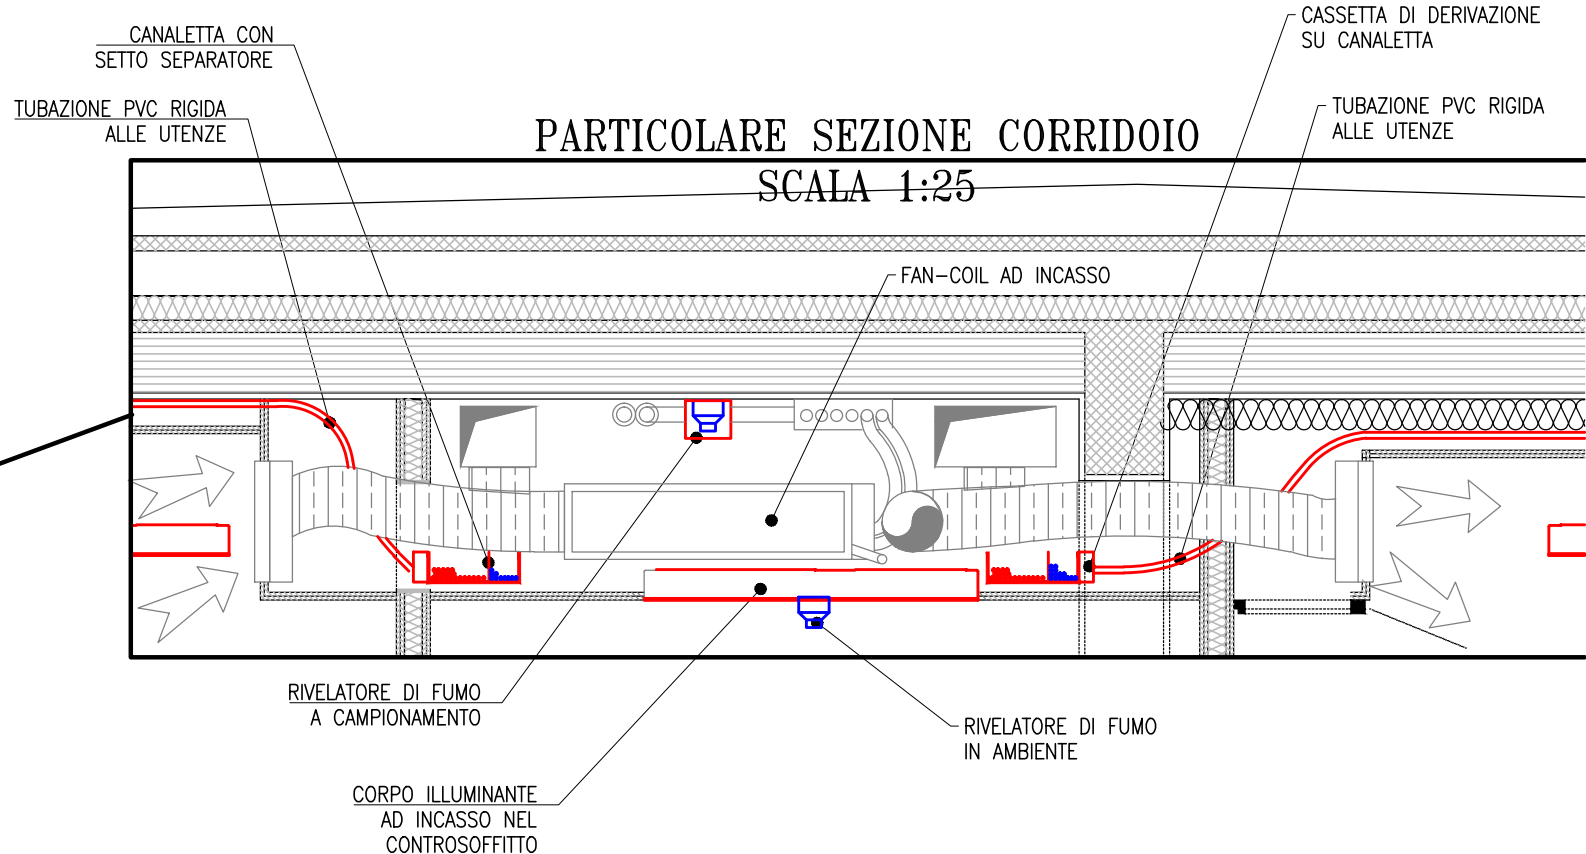 CANALETTA CON
SETTO SEPARATORE
TUBAZIONE PVC RIGIDA
ALLE UTENZE
CASSETTA DI DERIVAZIONE
SU CANALETTA
TUBAZIONE PVC RIGIDA
ALLE UTENZE
PARTICOLARE SEZIONE CORRIDOIO
SCALA 1:25
FAN-COIL AD INCASSO
RIVELATORE DI FUMO
A CAMPIONAMENTO
RIVELATORE DI FUMO
IN AMBIENTE
CORPO ILLUMINANTE
AD INCASSO NEL
CONTROSOFFITTO